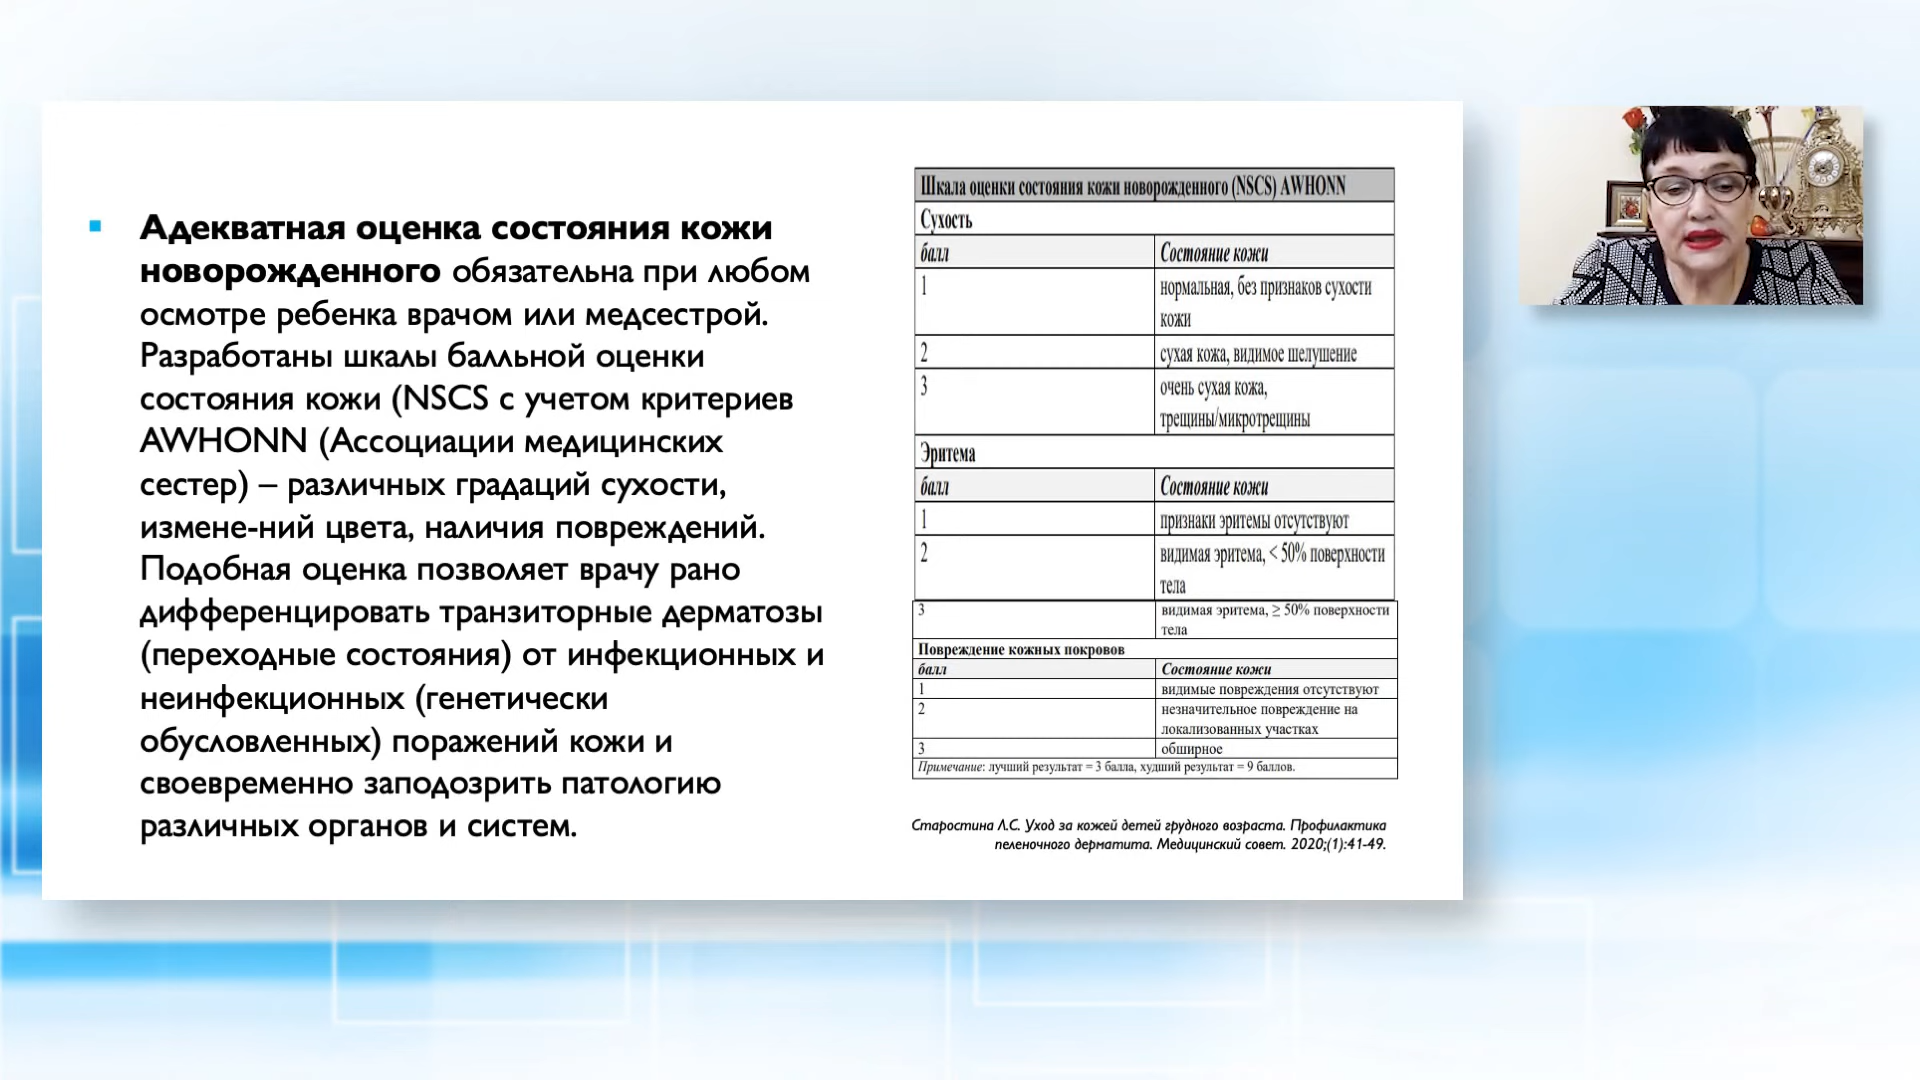 Адекватная оценка состояния кожи
новорожденного обязательна при любом
осмотре ребенка врачом или медсестрой.
Разработаны шкалы балльной оценки
состояния кожи (NSCS с учетом критериев
AWHONN (Ассоциации медицинских
сестер) – различных градаций сухости,
измене-ний цвета, наличия повреждений.
Подобная оценка позволяет врачу рано
дифференцировать транзиторные дерматозы
(переходные состояния) от инфекционных и
неинфекционных (генетически
обусловленных) поражений кожи и
своевременно заподозрить патологию
различных органов и систем.
Шкала оценки состояния кожи новорожденного (NSCS) AWHONN
Сухость
балл Состояние кожи
1 нормальная, без признаков сухости
кожи
2 сухая кожа, видимое шелушение
3 очень сухая кожа,
трещины/микротрещины
Эритема
балл Состояние кожи
1 признаки эритемы отсутствуют
2 видимая эритема, < 50% поверхности
тела
3 видимая эритема, ≥ 50% поверхности
тела
Повреждение кожных покровов
балл Состояние кожи
1 видимые повреждения отсутствуют
2 незначительное повреждение на
локализованных участках
3 обширное
Примечание: лучший результат = 3 балла, худший результат = 9 баллов.
Старостина Л.С. Уход за кожей детей грудного возраста. Профилактика
пеленочного дерматита. Медицинский совет. 2020;(1):41-49.